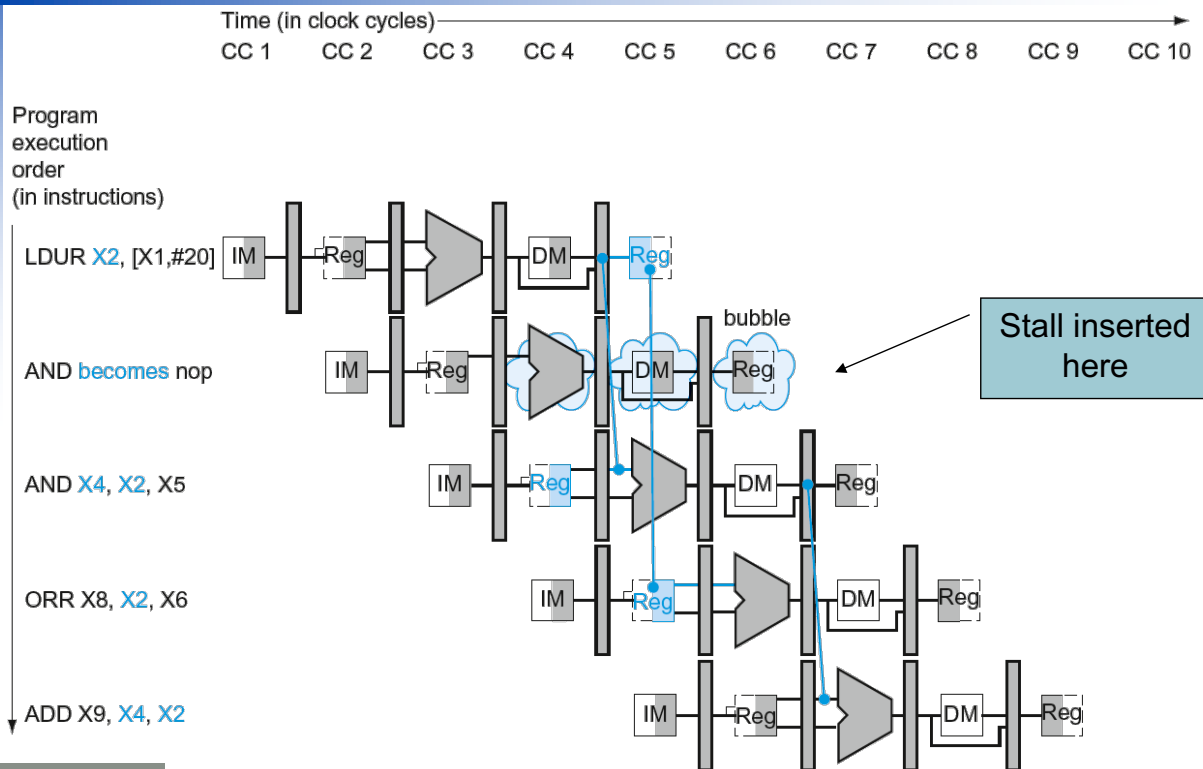 Time (in clock cycles)
CC 1 CC 2 CC 3 CC 4 CC 5 CC 6 CC 7 CC 8 CC 9 CC 10
Program
execution
order
(in instructions)
LDUR X2, [X1,#20] IM Reg DM Reg
bubble
Stall inserted
here
AND becomes nop IM Reg DM Reg
AND X4, X2, X5 IM Reg DM Reg
ORR X8, X2, X6 IM Reg DM Reg
ADD X9, X4, X2 IM Reg DM Reg